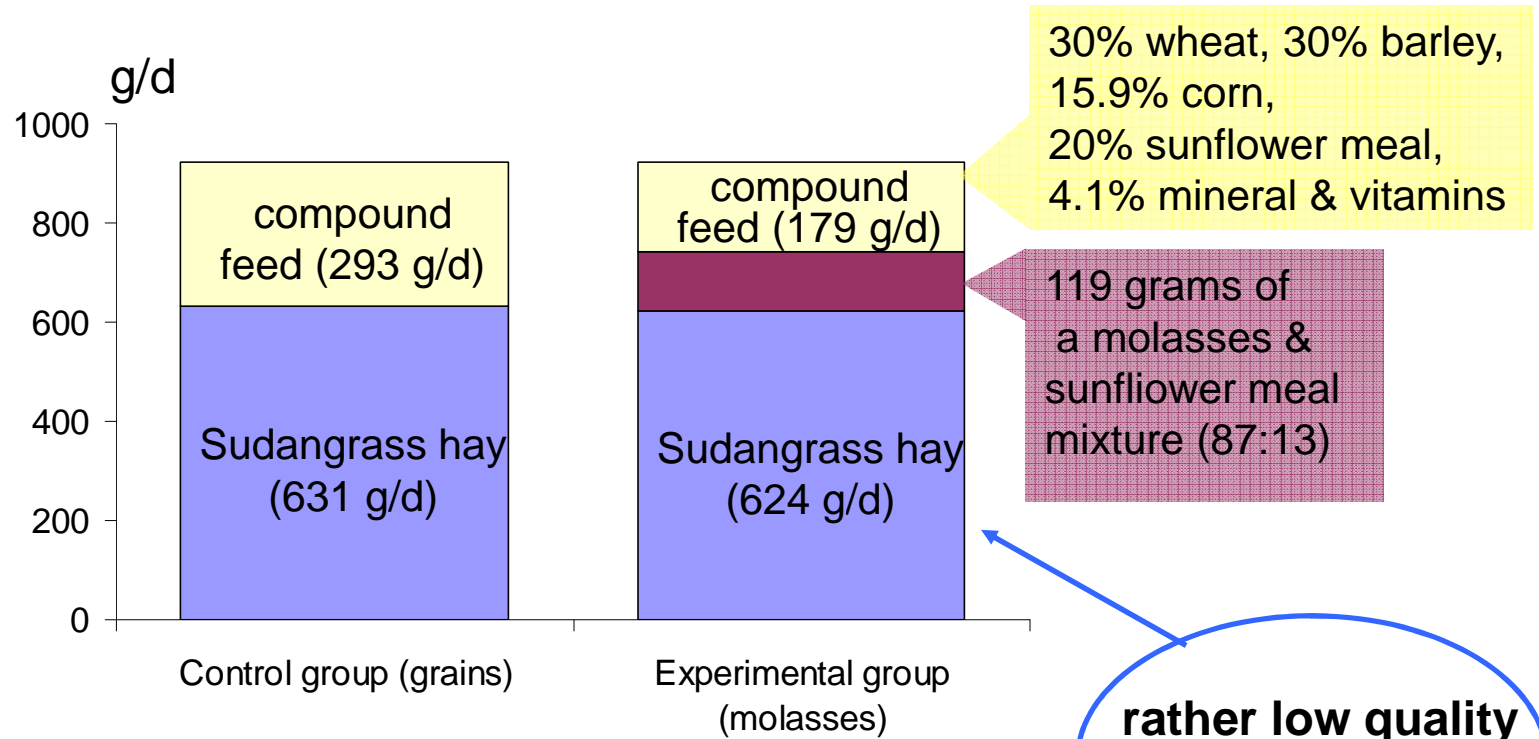 g/d
1000
800
600
400
200
0
compound
feed (293 g/d)
Sudangrass hay
(631 g/d)
compound
feed (179 g/d)
Sudangrass hay
(624 g/d)
Control group (grains)
Experimental group
(molasses)
30% wheat, 30% barley,
15.9% corn,
20% sunflower meal,
4.1% mineral & vitamins
119 grams of
a molasses &
sunfliower meal
mixture (87:13)
rather low quality